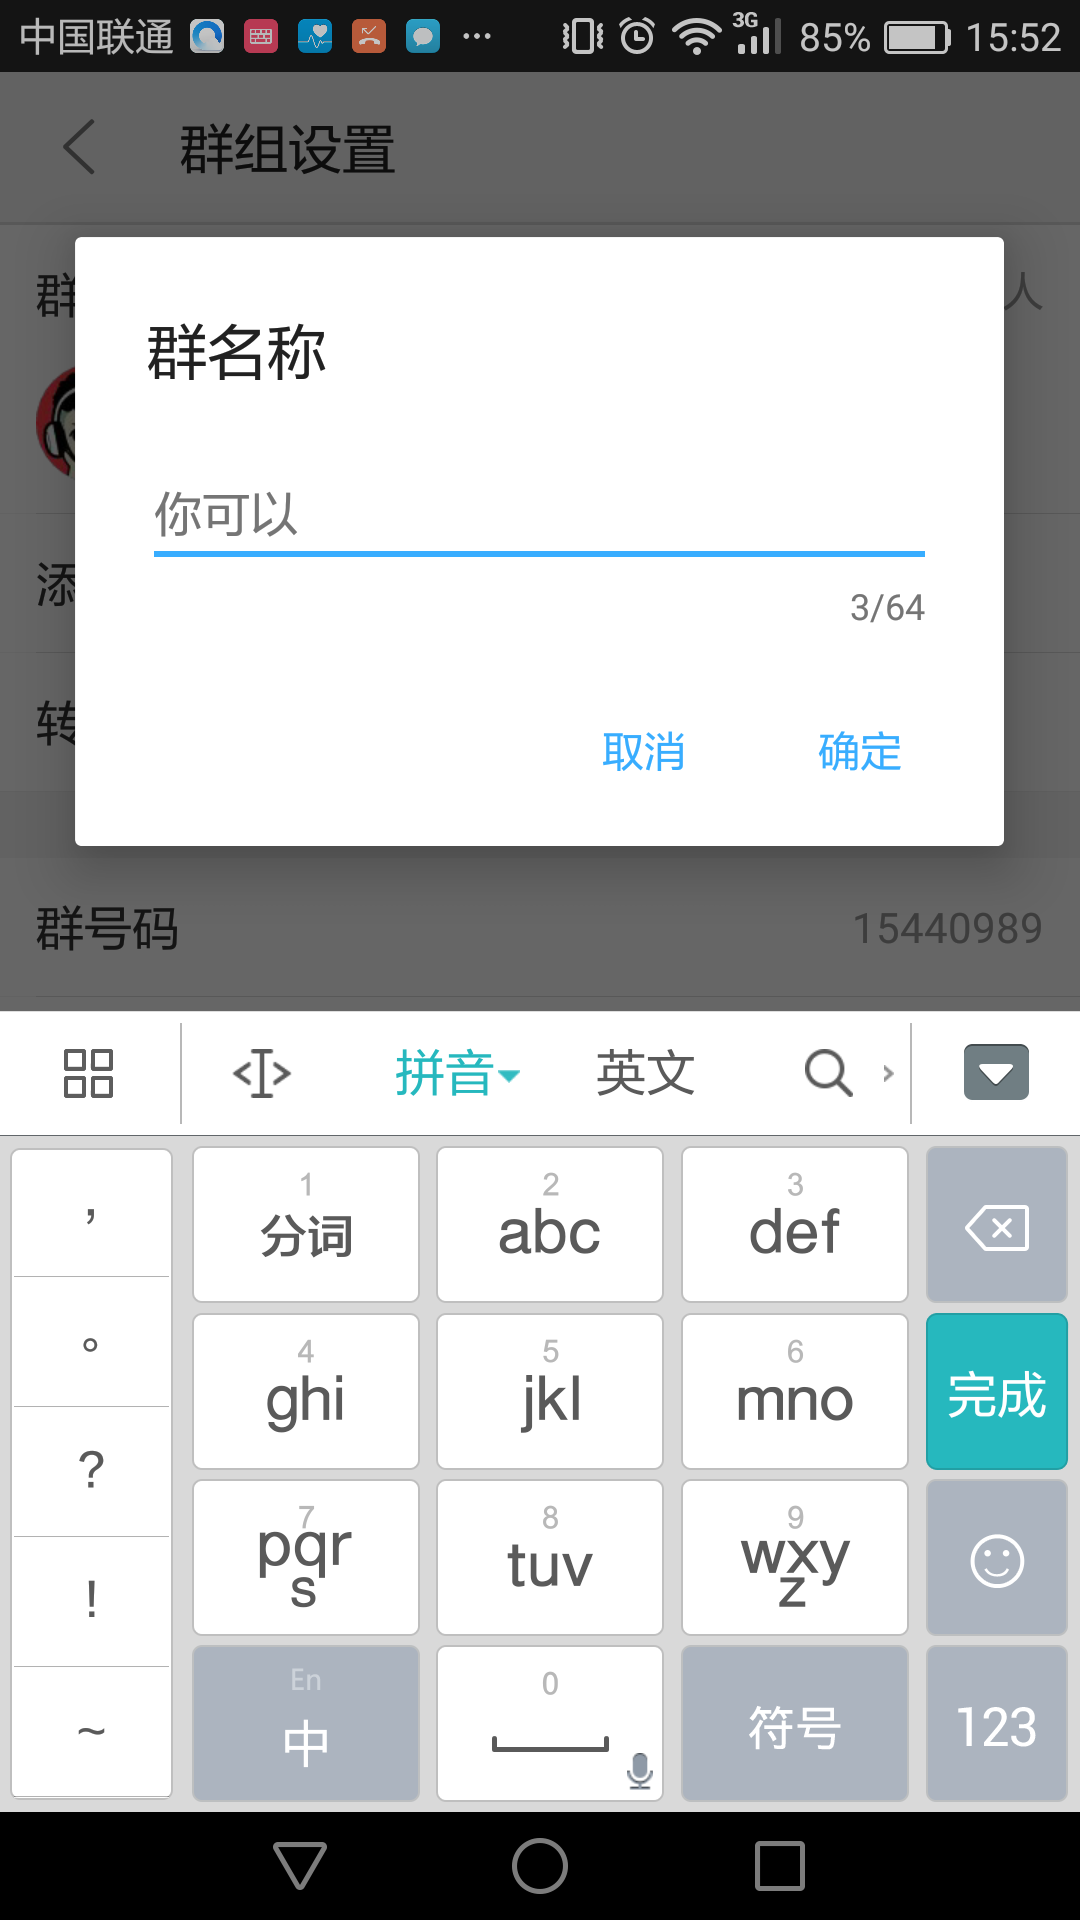 中国联通 ... 3G 85% 15:52
群组设置
群 人
群名称
你可以
3/64
添
取消 确定
转
群号码 15440989
拼音 英文
， 1 分词 2 abc 3 def
。 4 ghi 5 jkl 6 mno 完成
? 7 pqrs 8 tuv 9 wxyz
!
~ En 中 0 符号 123